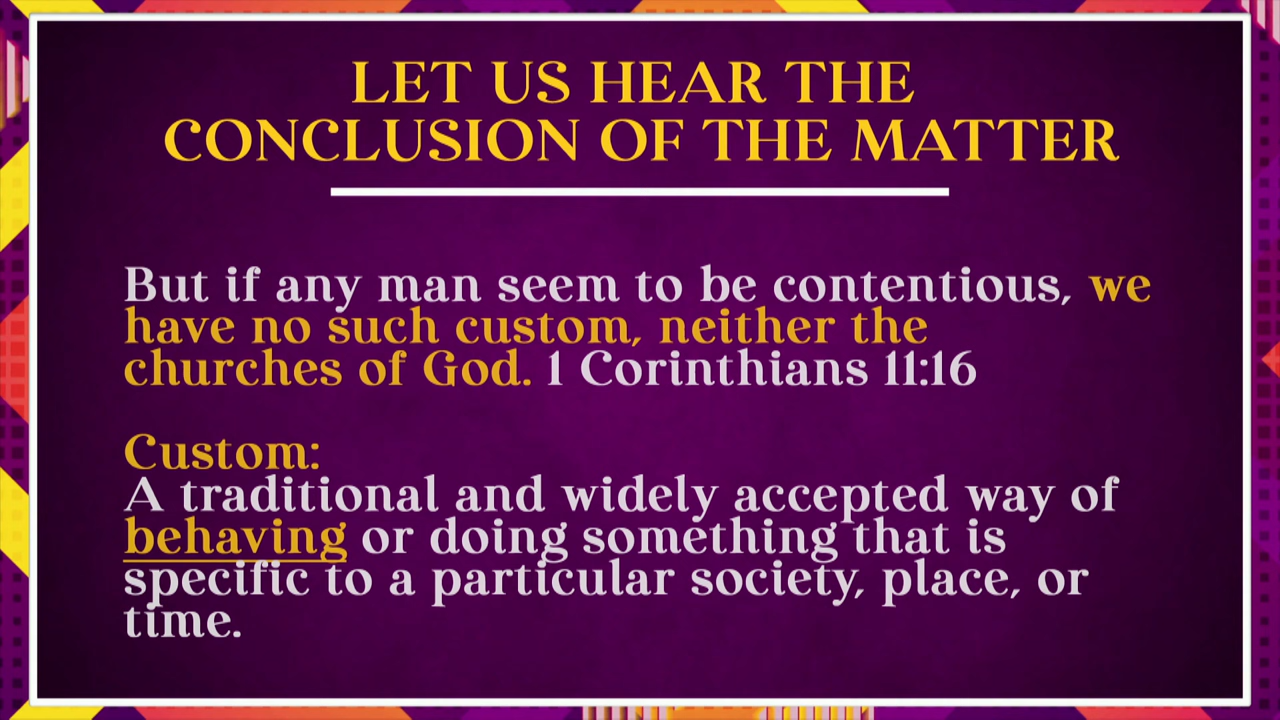 LET US HEAR THE
CONCLUSION OF THE MATTER
But if any man seem to be contentious, we
have no such custom, neither the
churches of God. 1 Corinthians 11:16
Custom:
A traditional and widely accepted way of
behaving or doing something that is
specific to a particular society, place, or
time.